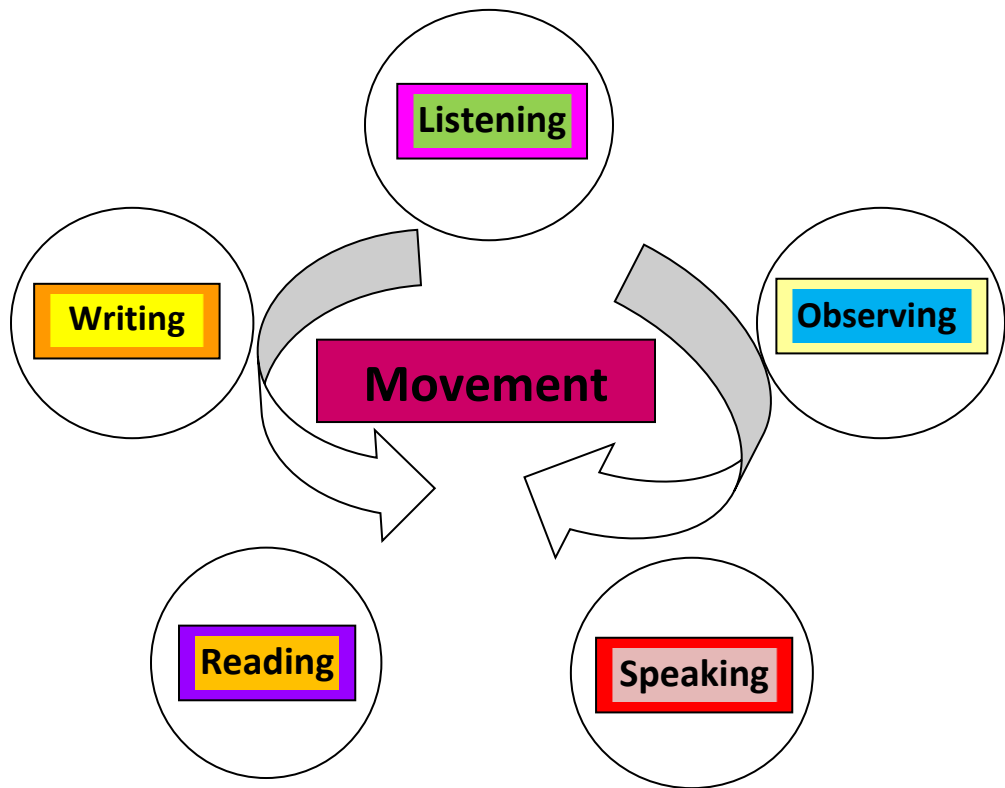 Listening
Writing
Observing
Movement
Reading
Speaking